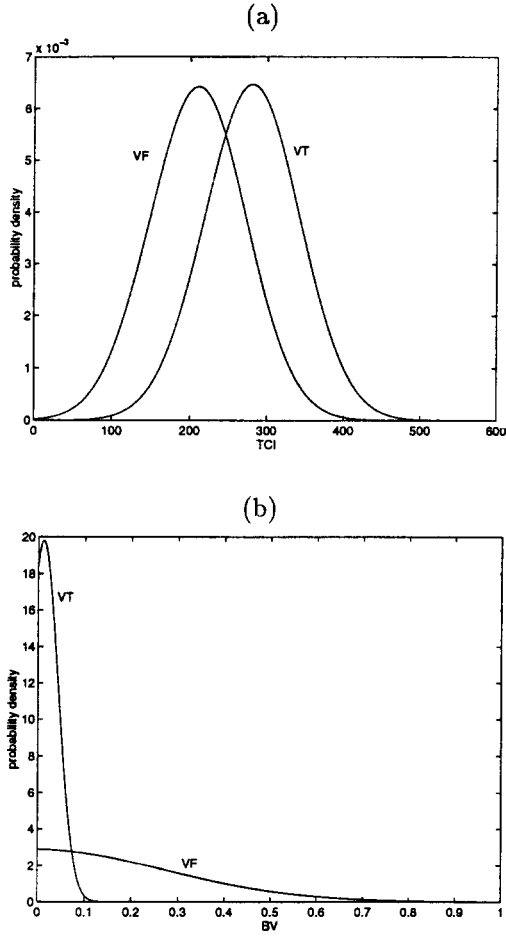 (a)
x 10⁻³
7
6
5
4
3
2
1
0
probability density
VF
VT
0 100 200 300 400 500 600
TCI
(b)
20
18
16
14
12
10
8
6
4
2
0
probability density
VT
VF
0 0.1 0.2 0.3 0.4 0.5 0.6 0.7 0.8 0.9 1
BV